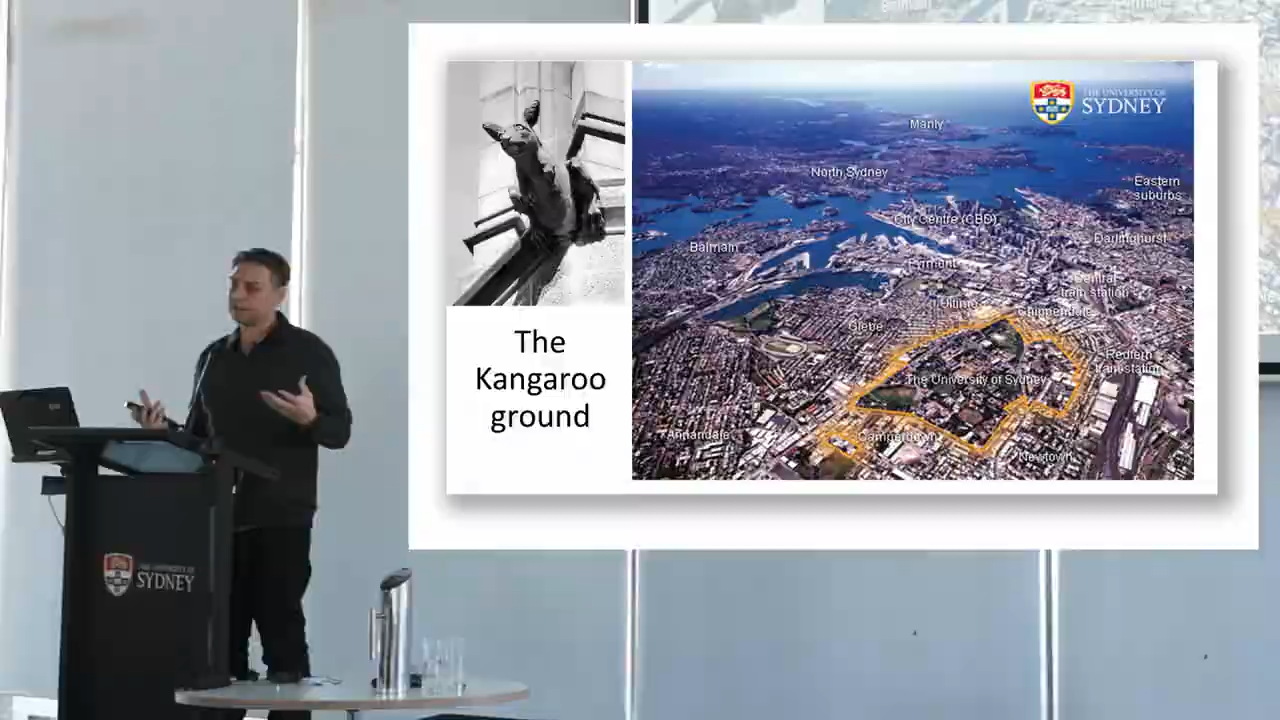 The
Kangaroo
ground
THE UNIVERSITY OF
SYDNEY
Manly
North Sydney
Eastern
suburbs
City Centre (CBD)
Balmain
Darlinghurst
Pyrmont
Central
train station
Ultimo
Chippendale
Glebe
Redfern
train station
The University of Sydney
Annandale
Camperdown
Newtown
THE UNIVERSITY OF
SYDNEY